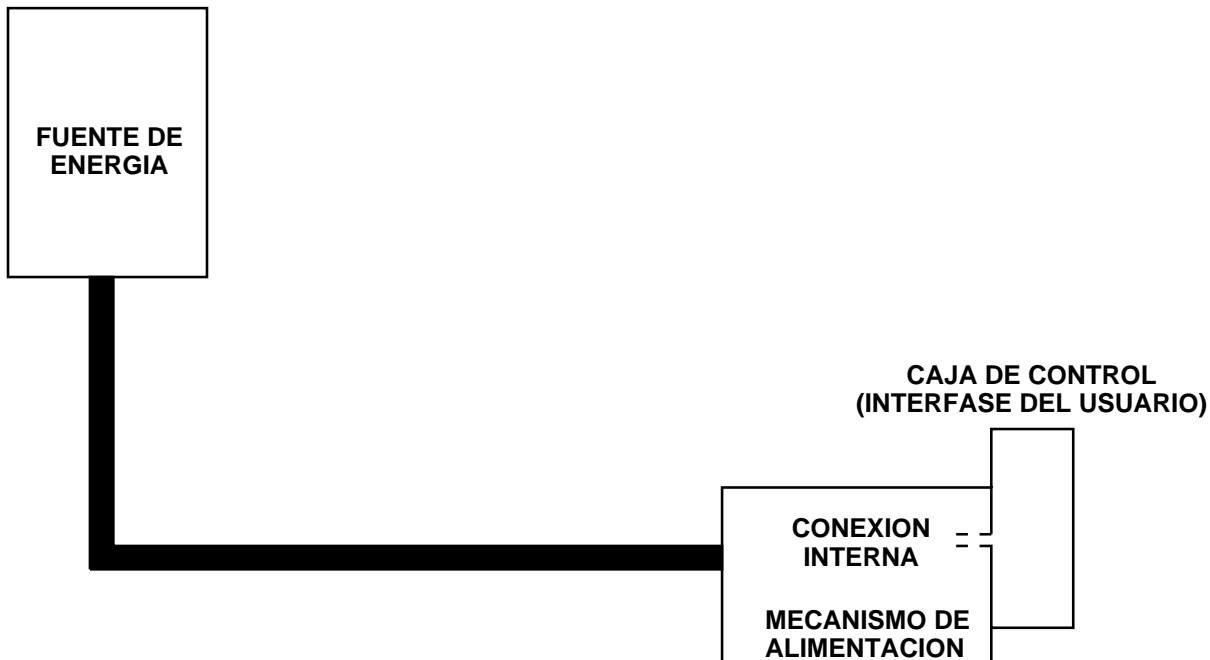 FUENTE DE
ENERGIA
CAJA DE CONTROL
(INTERFASE DEL USUARIO)
CONEXION
INTERNA
MECANISMO DE
ALIMENTACION